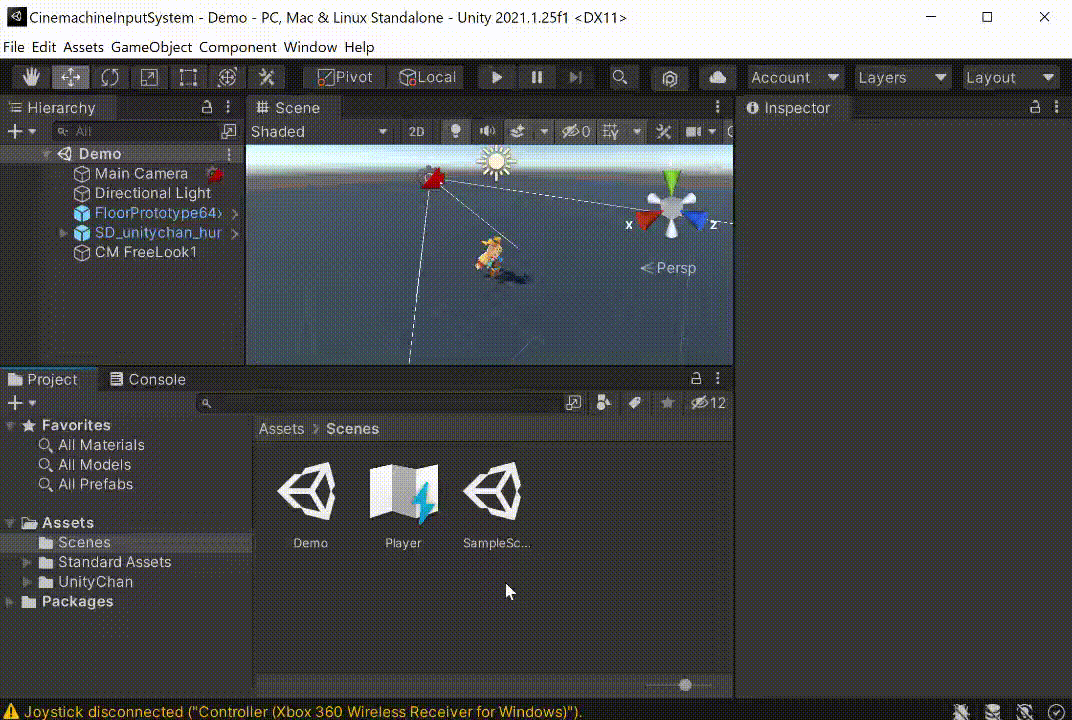 CinemachineInputSystem - Demo - PC, Mac & Linux Standalone - Unity 2021.1.25f1 <DX11>
File Edit Assets GameObject Component Window Help
Pivot Local Account Layers Layout
Hierarchy
All
Demo
Main Camera
Directional Light
FloorPrototype64
SD_unitychan_hur
CM FreeLook1
Scene
Shaded 2D 0
x z
Persp
Inspector
Project Console
12
Favorites
All Materials
All Models
All Prefabs
Assets
Scenes
Standard Assets
UnityChan
Packages
Assets > Scenes
Demo Player SampleSc...
Joystick disconnected ("Controller (Xbox 360 Wireless Receiver for Windows)").